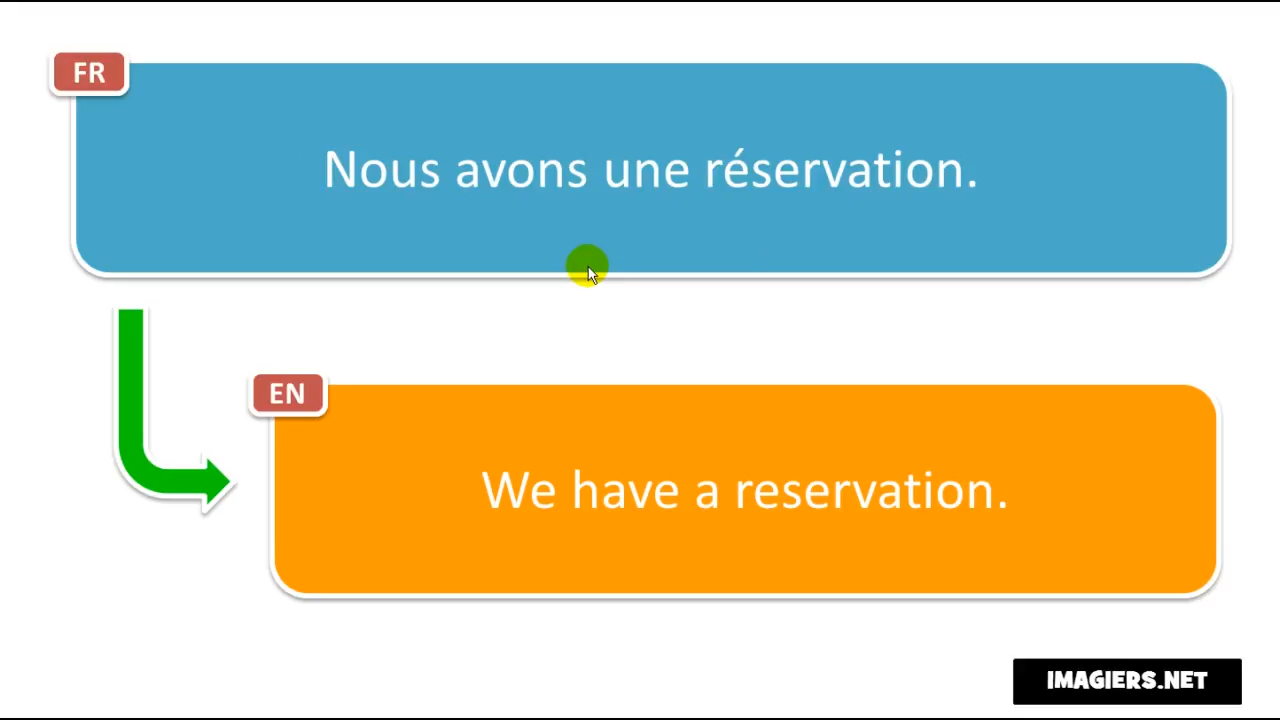 FR
Nous avons une réservation.
EN
We have a reservation.
IMAGIERS.NET